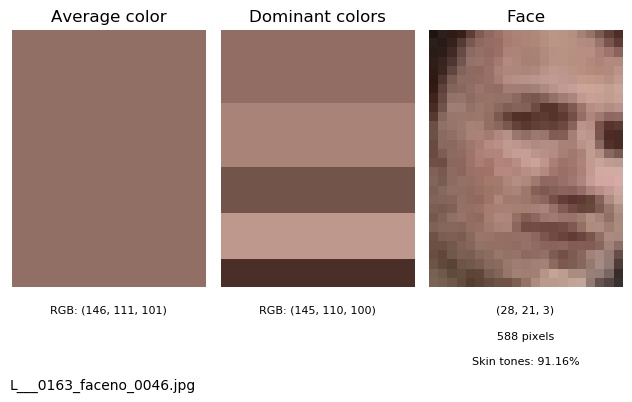 Average color
Dominant colors
Face
RGB: (146, 111, 101)
RGB: (145, 110, 100)
(28, 21, 3)
588 pixels
Skin tones: 91.16%
L___0163_faceno_0046.jpg